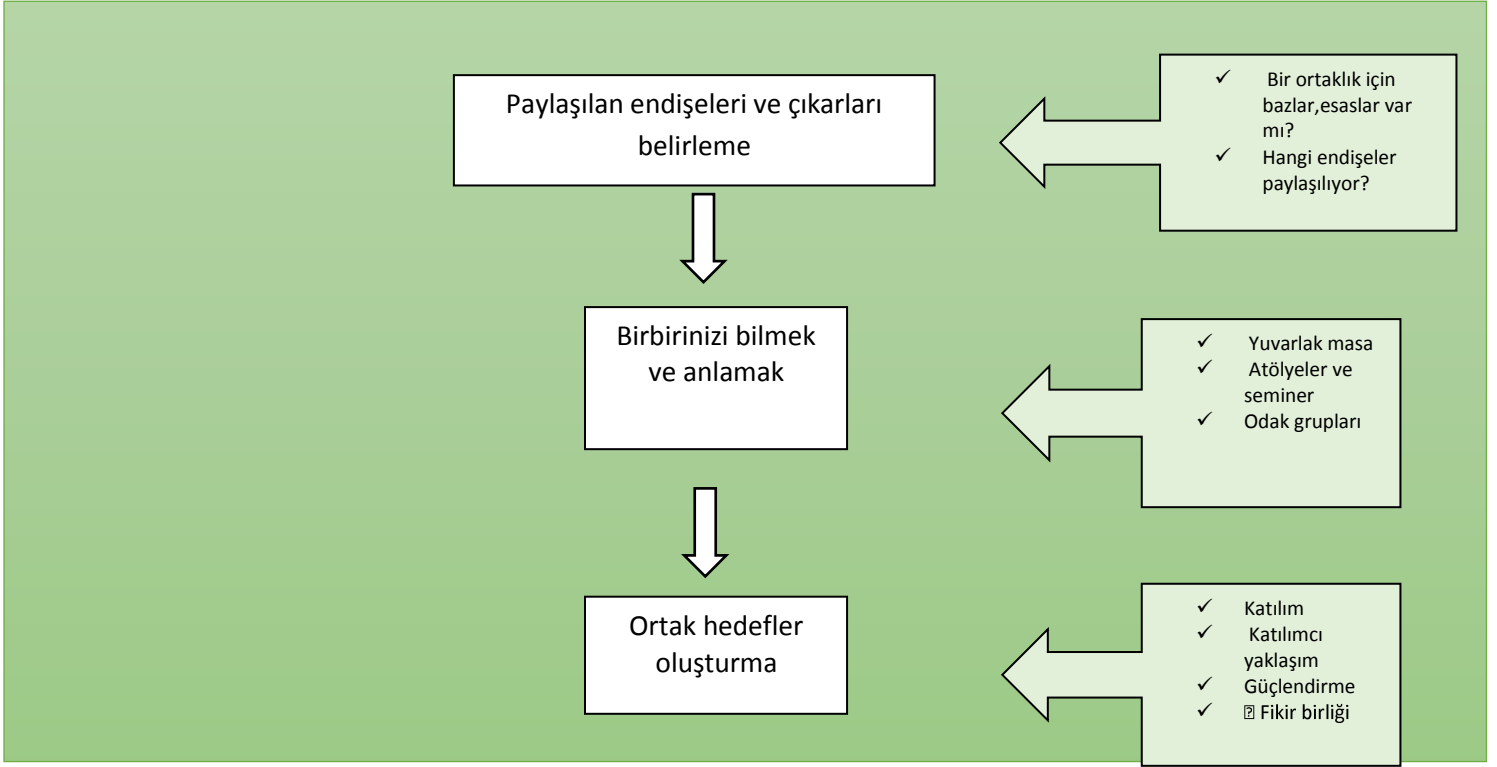 Paylaşılan endişeleri ve çıkarları
belirleme
✓ Bir ortaklık için
bazlar,esaslar var
mı?
✓ Hangi endişeler
paylaşılıyor?
Birbirinizi bilmek
ve anlamak
✓ Yuvarlak masa
✓ Atölyeler ve
seminer
✓ Odak grupları
Ortak hedefler
oluşturma
✓ Katılım
✓ Katılımcı
yaklaşım
✓ Güçlendirme
✓ ⍰ Fikir birliği